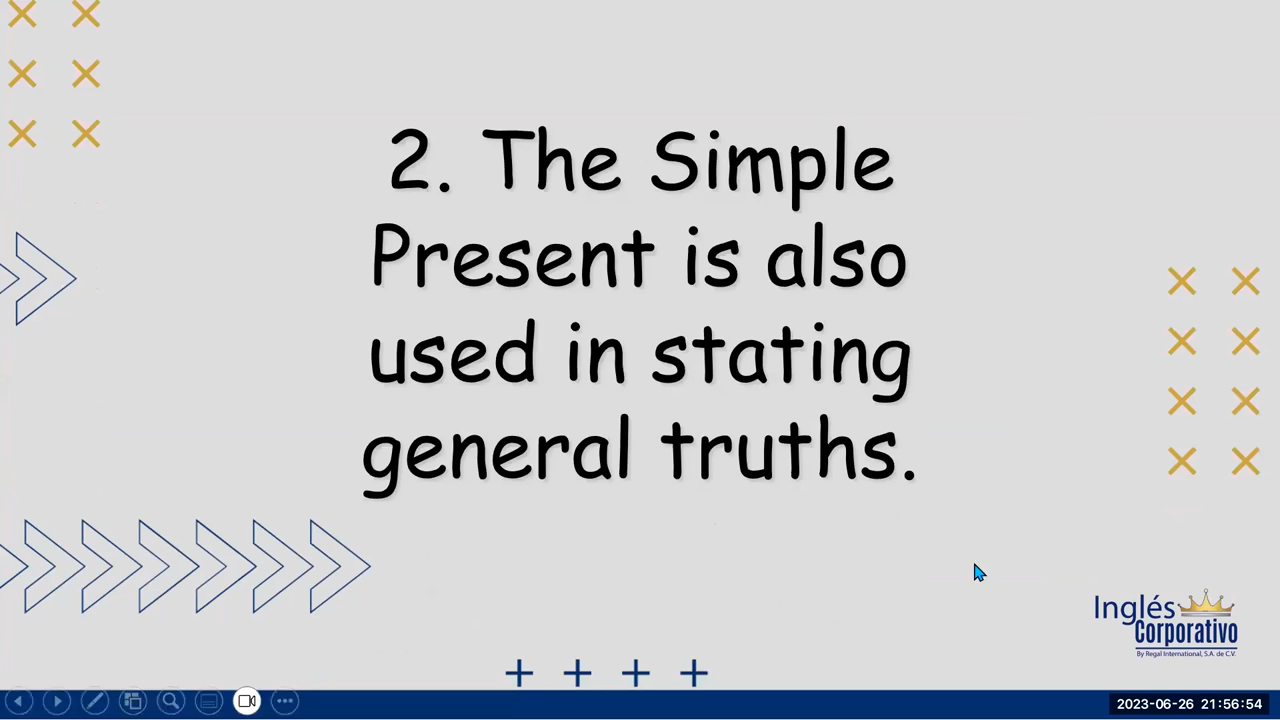 2. The Simple
Present is also
used in stating
general truths.
Inglés
Corporativo
By Regal International, S.A. de C.V.
2023-06-26 21:56:54